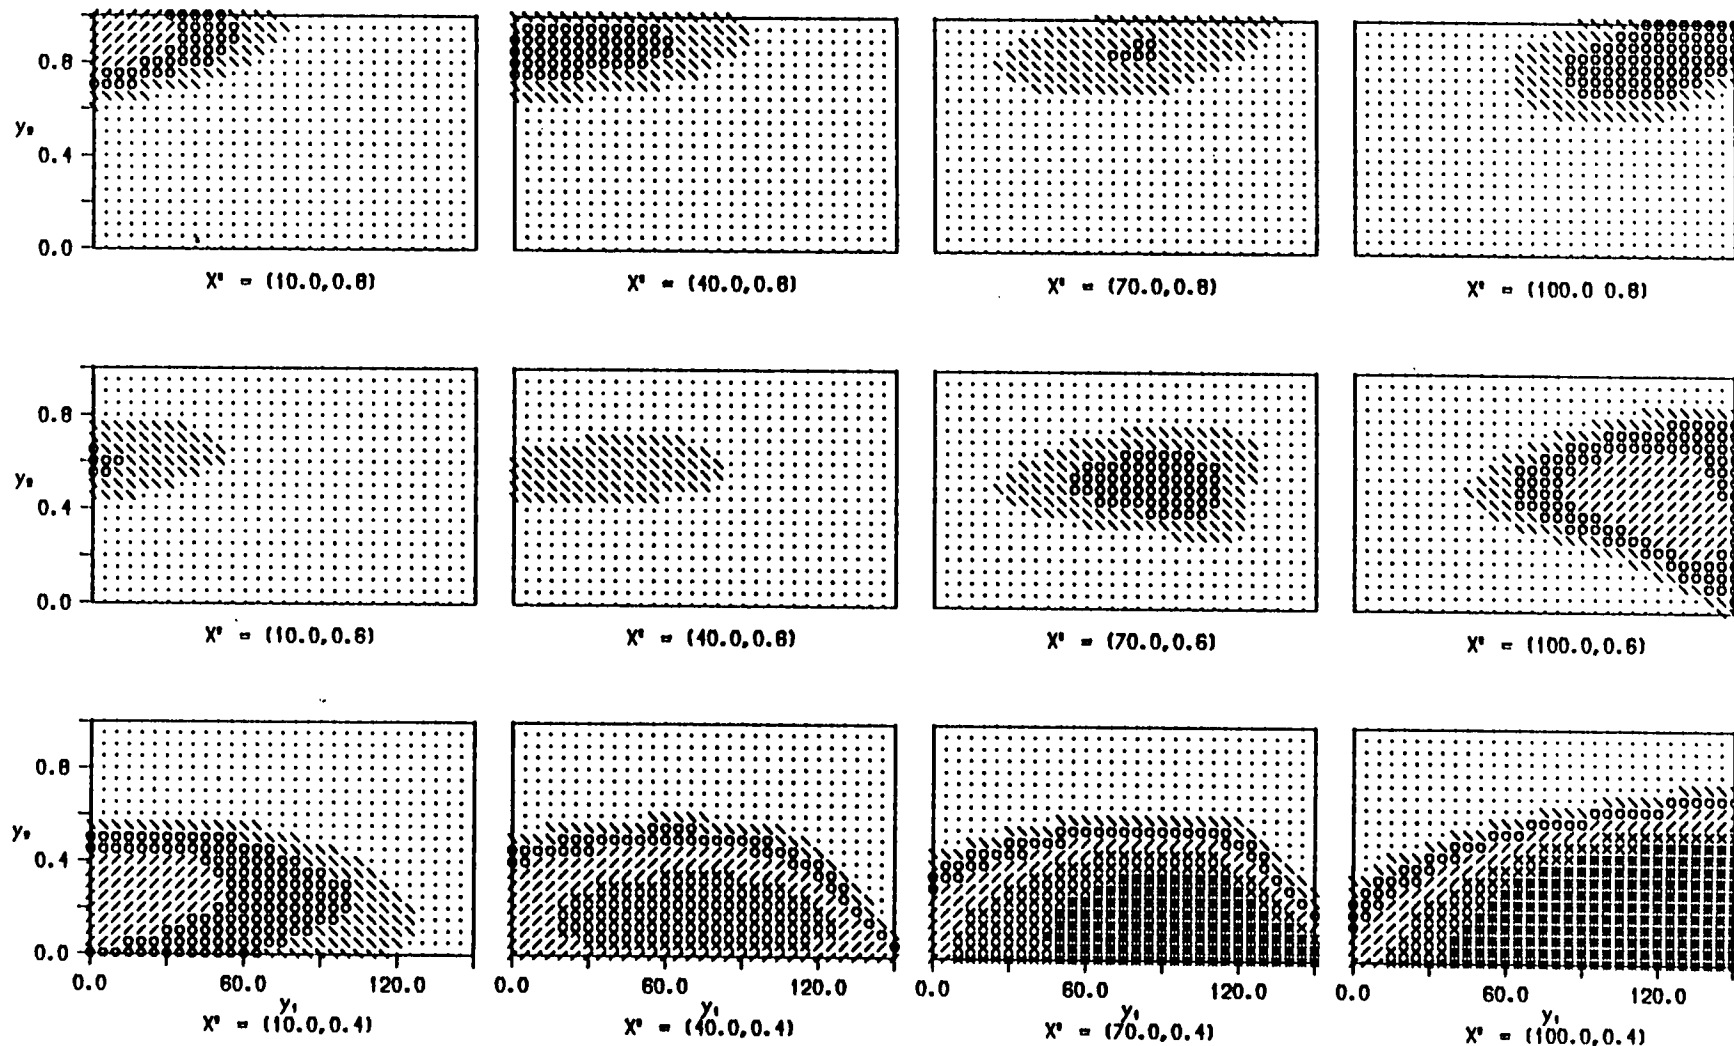 0.8
y₂
0.4
0.0
X' = (10.0,0.8)
X' = (40.0,0.8)
X' = (70.0,0.8)
X' = (100.0 0.8)
0.8
y₂
0.4
0.0
X' = (10.0,0.6)
X' = (40.0,0.6)
X' = (70.0,0.6)
X' = (100.0,0.6)
0.8
y₂
0.4
0.0
0.0 60.0 120.0
0.0 60.0 120.0
0.0 60.0 120.0
0.0 60.0 120.0
y₁
y₁
y₁
y₁
X' = (10.0,0.4)
X' = (40.0,0.4)
X' = (70.0,0.4)
X' = (100.0,0.4)